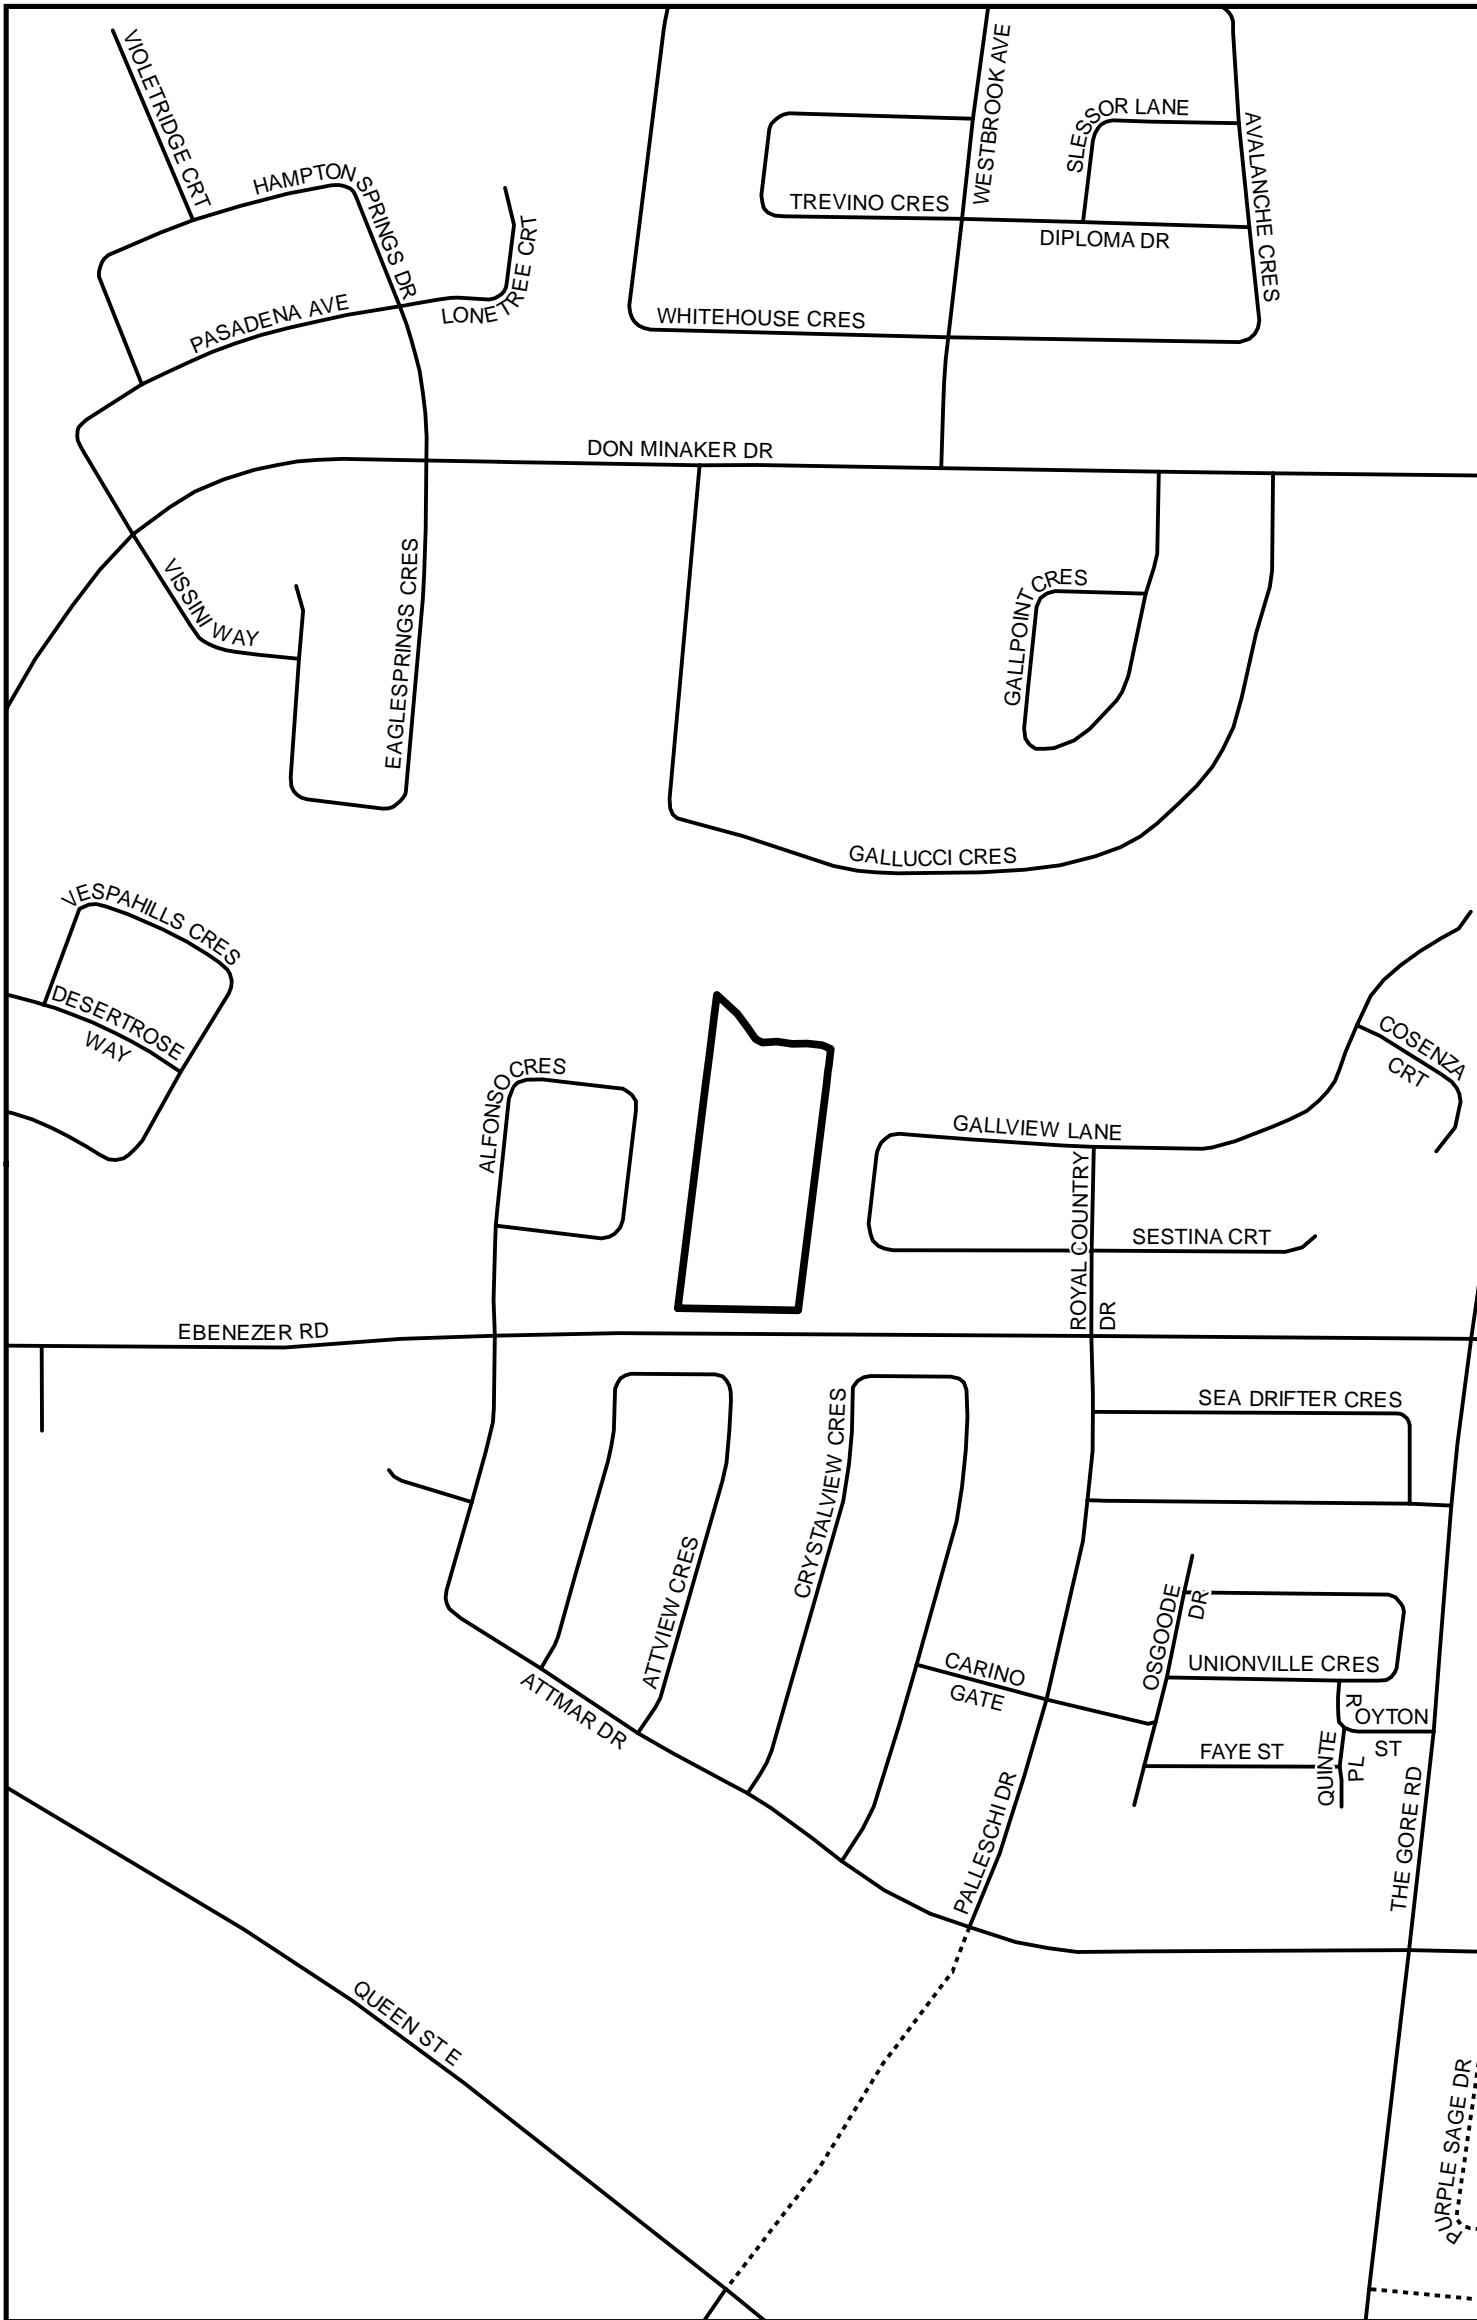 VIOLETRIDGE CRT
HAMPTON SPRINGS DR
WESTBROOK AVE
SLESSOR LANE
AVALANCHE CRES
TREVINO CRES
DIPLOMA DR
LONETREE CRT
PASADENA AVE
WHITEHOUSE CRES
DON MINAKER DR
VISSINI WAY
EAGLESPRINGS CRES
GALLPOINT CRES
GALLUCCI CRES
VESPAHILLS CRES
DESERTROSE
WAY
COSENZA
CRT
ALFONSO CRES
GALLVIEW LANE
ROYAL COUNTRY
DR
SESTINA CRT
EBENEZER RD
SEA DRIFTER CRES
CRYSTALVIEW CRES
ATTVIEW CRES
ATTMAR DR
CARINO
GATE
OSGOODE
DR
UNIONVILLE CRES
ROYTON
ST
FAYE ST
QUINTE
PL
PALLESCHI DR
THE GORE RD
QUEEN ST E
PURPLE SAGE DR